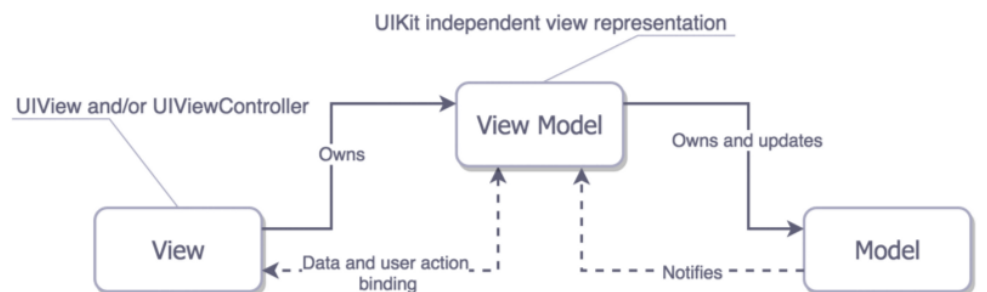 UIKit independent view representation
UIView and/or UIViewController
View Model
Owns
Owns and updates
View
Data and user action
binding
Notifies
Model